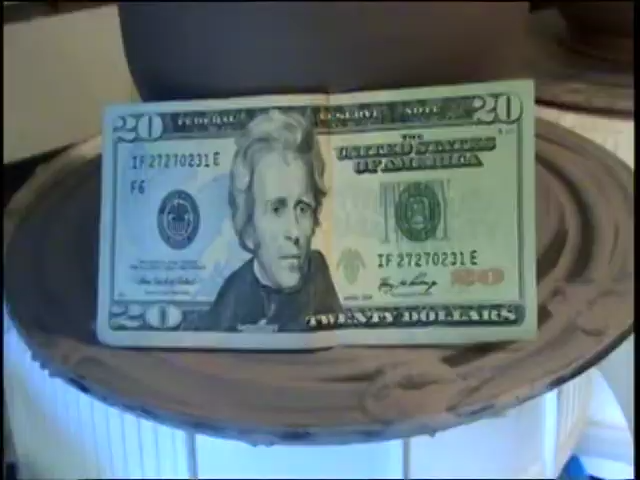 20 FEDERAL RESERVE NOTE 20
THE
UNITED STATES
OF AMERICA
IF 27270231 E
F6
IF 27270231 E
20
20 TWENTY DOLLARS